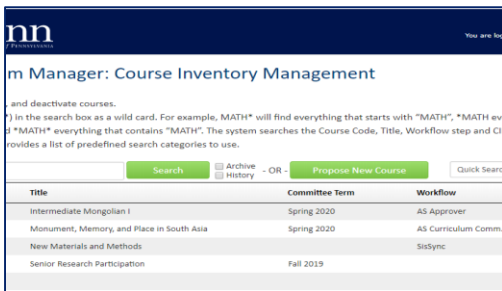 nn
of PENNSYLVANIA
You are log
m Manager: Course Inventory Management
, and deactivate courses.
*) in the search box as a wild card. For example, MATH* will find everything that starts with "MATH", *MATH ev
d *MATH* everything that contains "MATH". The system searches the Course Code, Title, Workflow step and Cl
rovides a list of predefined search categories to use.
Search Archive - OR - Propose New Course Quick Searc
History
Title Committee Term Workflow
Intermediate Mongolian I Spring 2020 AS Approver
Monument, Memory, and Place in South Asia Spring 2020 AS Curriculum Comm.
New Materials and Methods SisSync
Senior Research Participation Fall 2019